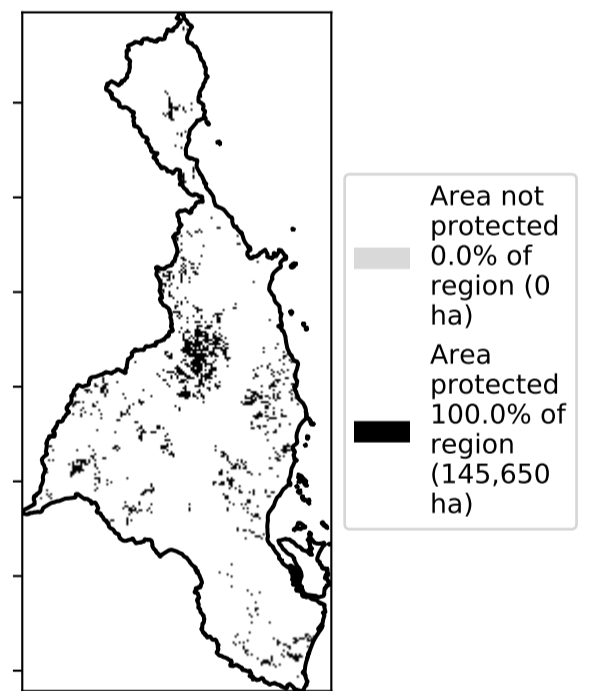 Area not
protected
0.0% of
region (0
ha)
Area
protected
100.0% of
region
(145,650
ha)